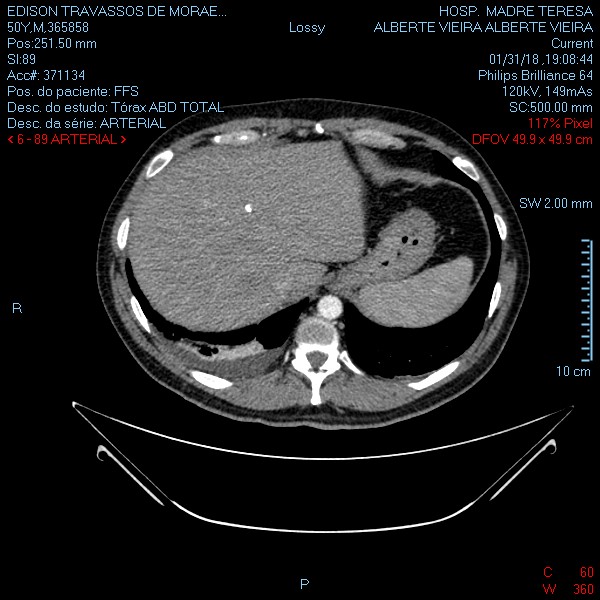 EDISON TRAVASSOS DE MORAE...
50Y,M,365858
Pos:251.50 mm
SI:89
Acc#: 371134
Pos. do paciente: FFS
Desc. do estudo: Tórax ABD TOTAL
Desc. da série: ARTERIAL
< 6 - 89 ARTERIAL >
Lossy
HOSP. MADRE TERESA
ALBERTE VIEIRA ALBERTE VIEIRA
Current
01/31/18 ,19:08:44
Philips Brilliance 64
120kV, 149mAs
SC:500.00 mm
117% Pixel
DFOV 49.9 x 49.9 cm
SW 2.00 mm
R
10 cm
P
C 60
W 360